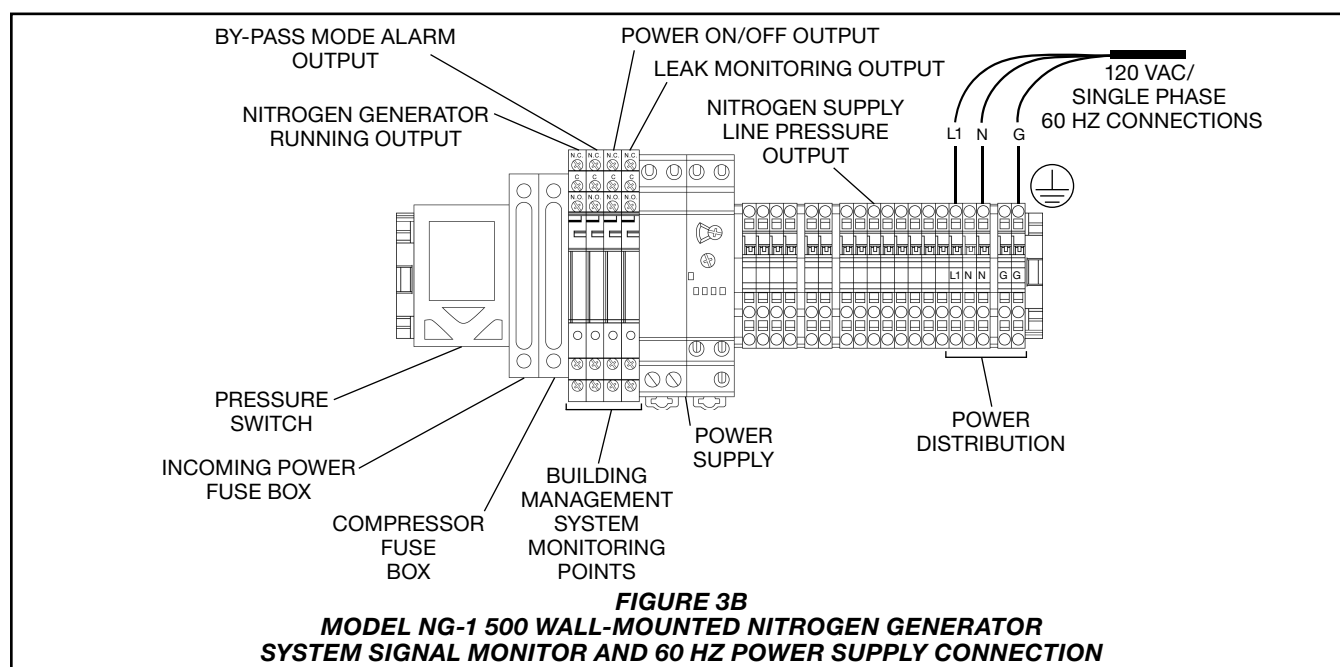 BY-PASS MODE ALARM
OUTPUT
POWER ON/OFF OUTPUT
LEAK MONITORING OUTPUT
NITROGEN GENERATOR
RUNNING OUTPUT
NITROGEN SUPPLY
LINE PRESSURE
OUTPUT
120 VAC/
SINGLE PHASE
60 HZ CONNECTIONS
L1 N G
N.C. N.C. N.C. N.C.
C C C C
N.O. N.O. N.O. N.O.
L1 N N G G
PRESSURE
SWITCH
INCOMING POWER
FUSE BOX
COMPRESSOR
FUSE
BOX
BUILDING
MANAGEMENT
SYSTEM
MONITORING
POINTS
POWER
SUPPLY
POWER
DISTRIBUTION
FIGURE 3B
MODEL NG-1 500 WALL-MOUNTED NITROGEN GENERATOR
SYSTEM SIGNAL MONITOR AND 60 HZ POWER SUPPLY CONNECTION